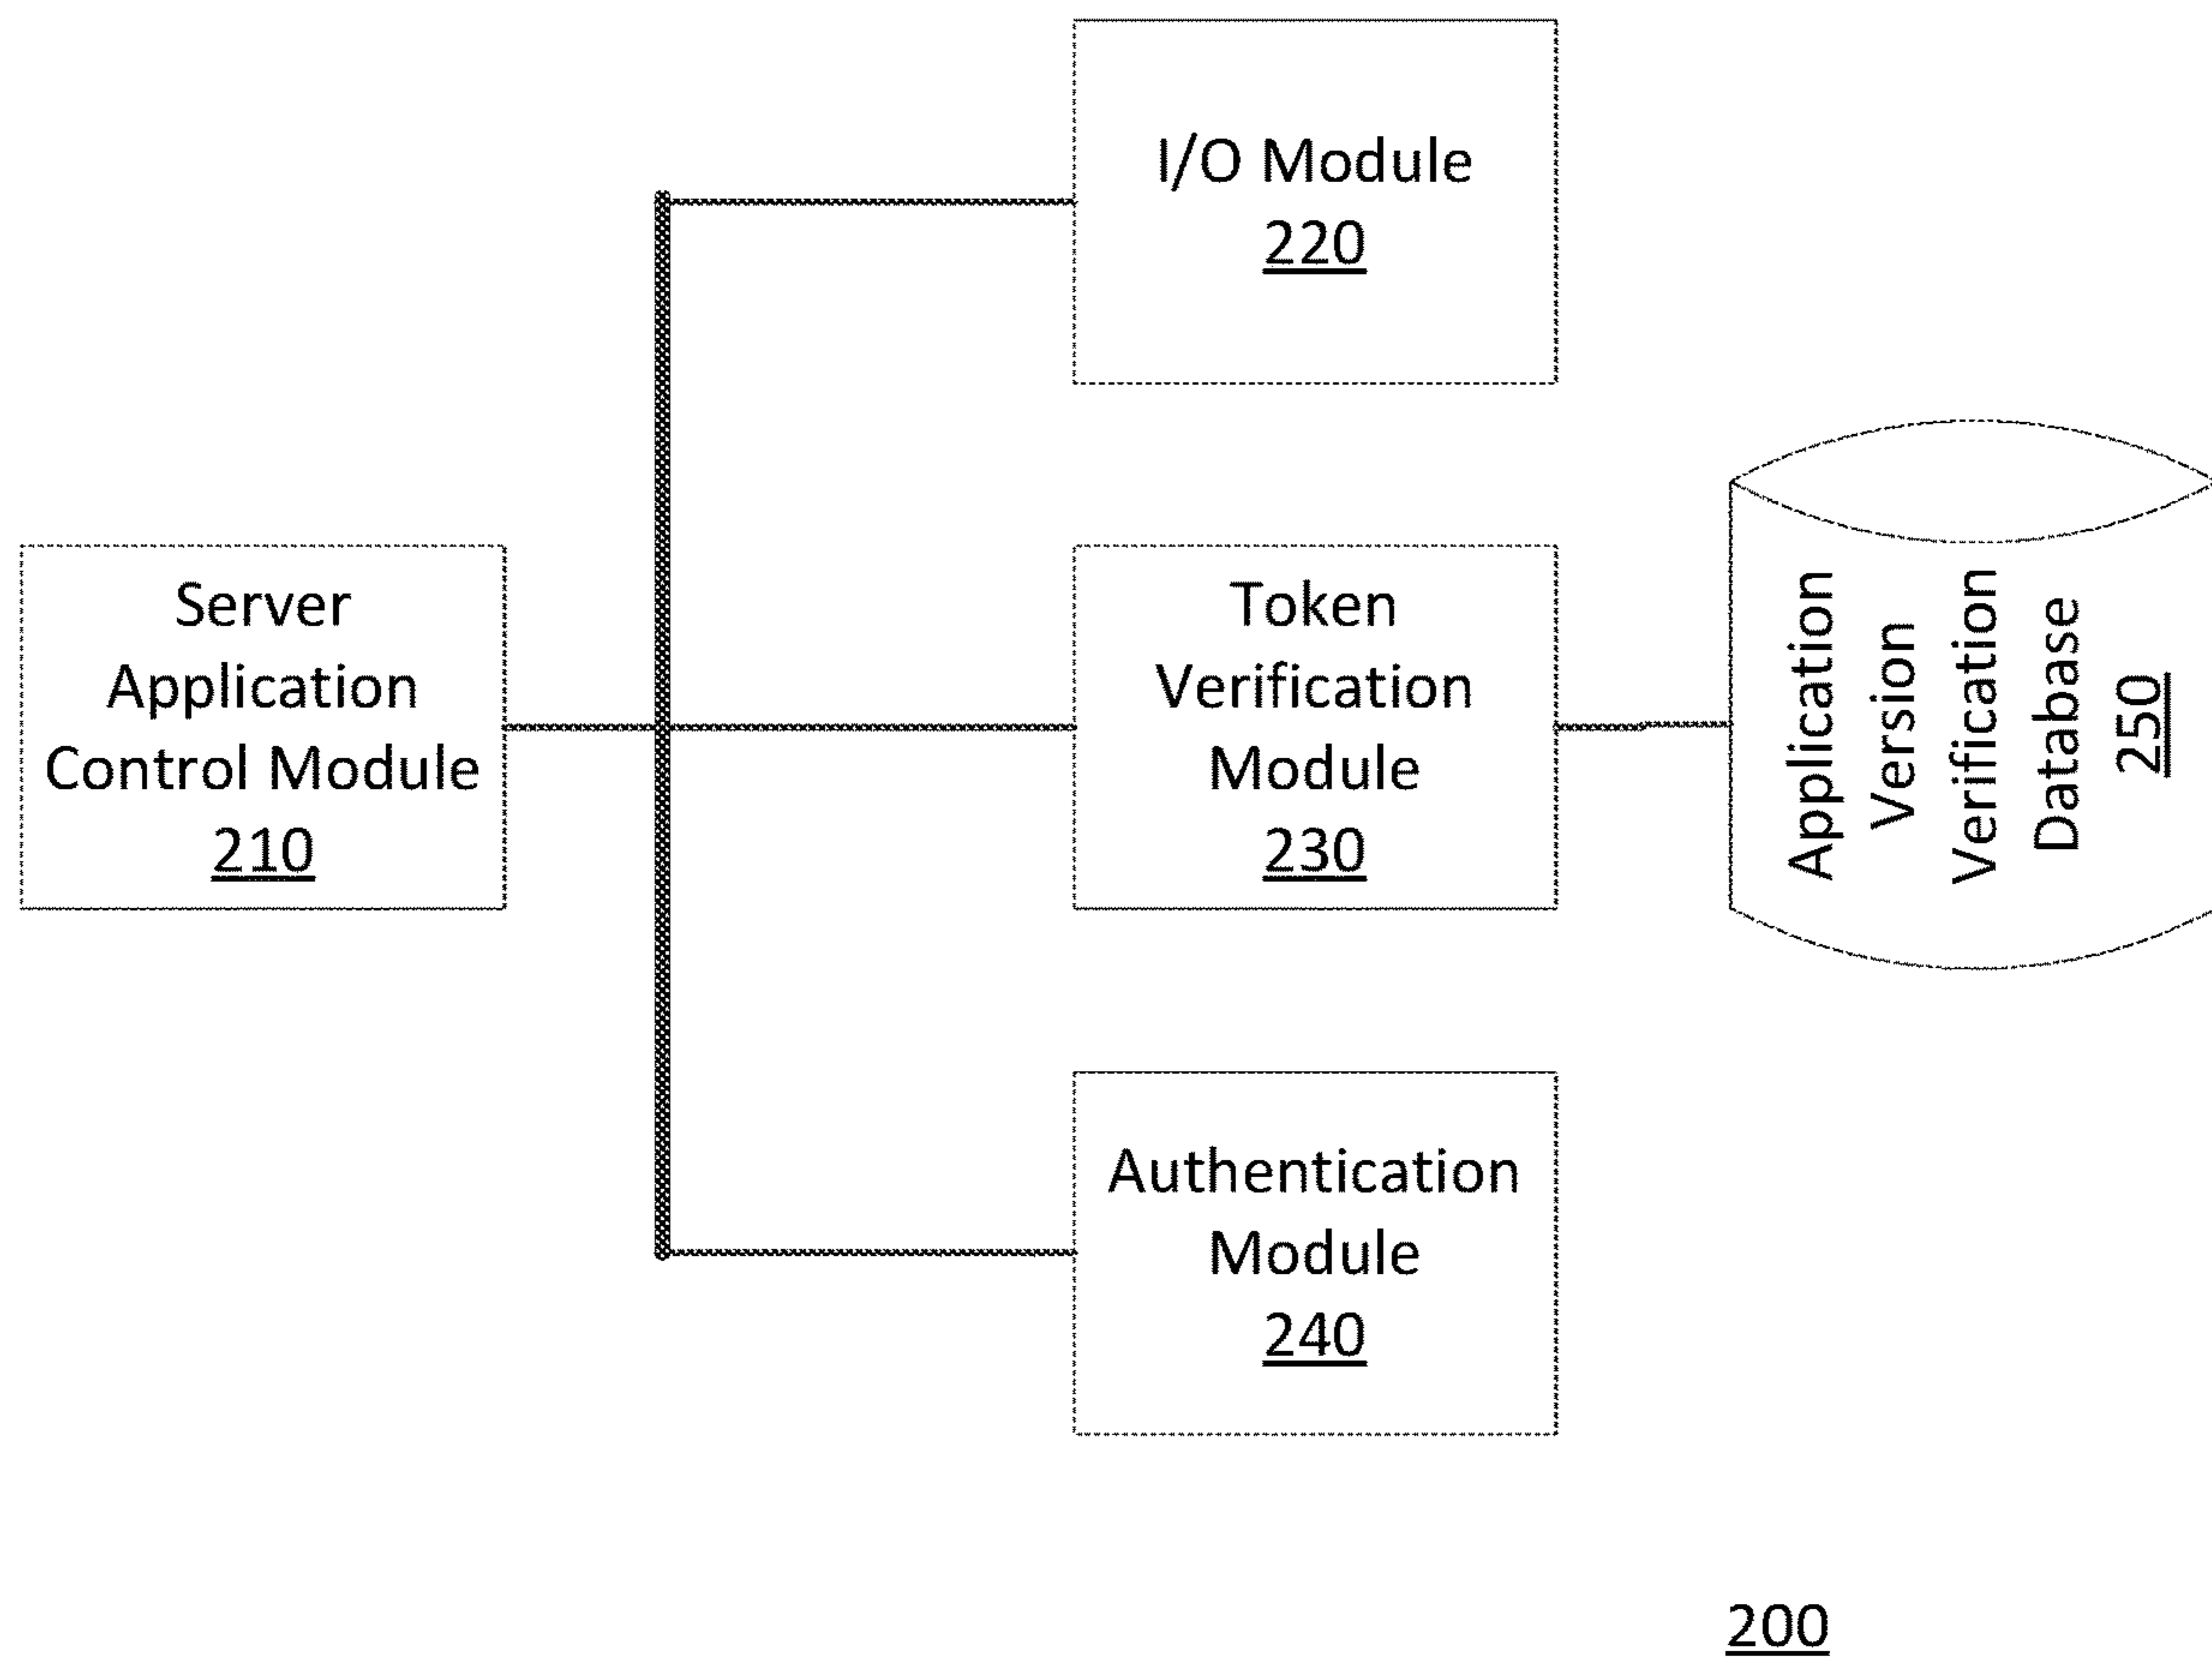 I/O Module
220
Server
Application
Control Module
210
Token
Verification
Module
230
Application
Version
Verification
Database
250
Authentication
Module
240
200